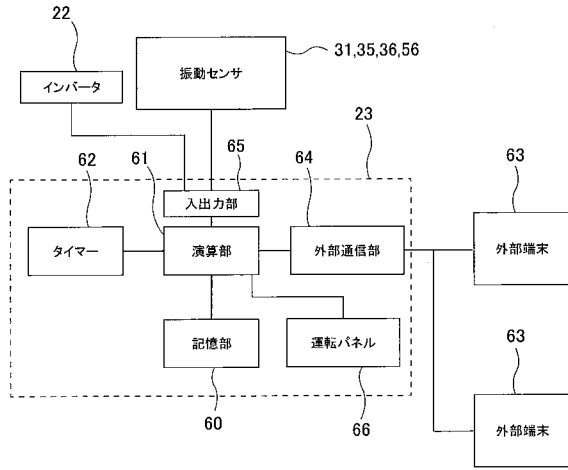 22
31,35,36,56
振動センサ
インバータ
23
62
61
65
64
63
入出力部
タイマー
演算部
外部通信部
外部端末
記憶部
運転パネル
63
60
66
外部端末